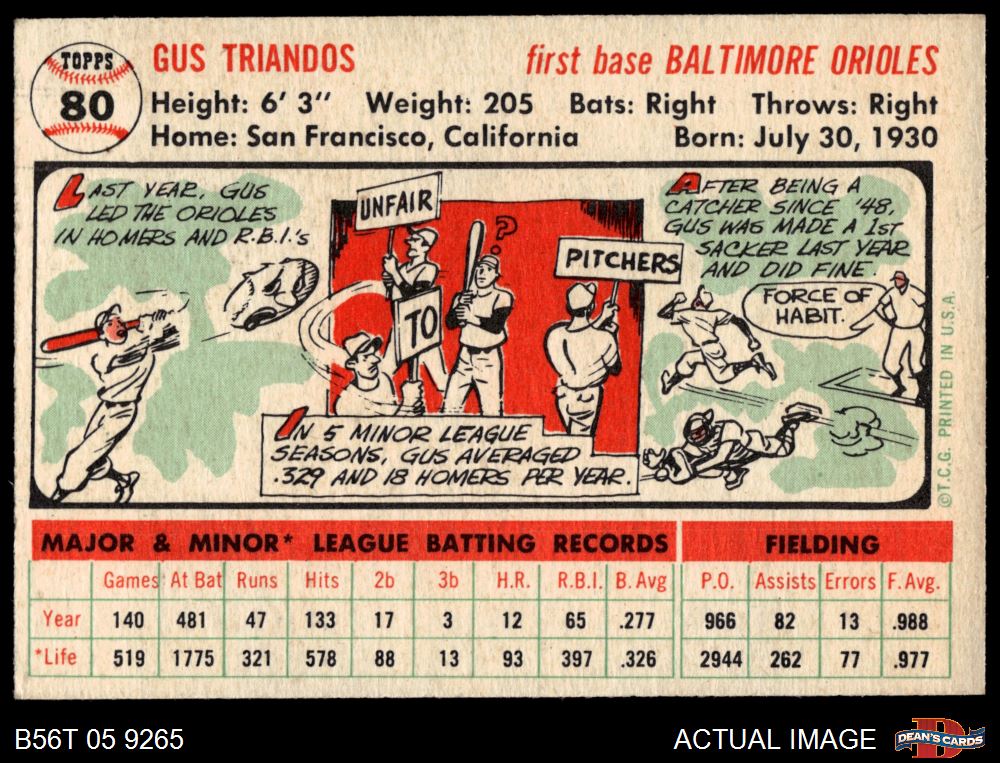 TOPPS
80
GUS TRIANDOS
first base BALTIMORE ORIOLES
Height: 6' 3" Weight: 205 Bats: Right Throws: Right
Home: San Francisco, California Born: July 30, 1930
LAST YEAR, GUS
LED THE ORIOLES
IN HOMERS AND R.B.I.'s
UNFAIR
TO
PITCHERS
?
IN 5 MINOR LEAGUE
SEASONS, GUS AVERAGED
.329 AND 18 HOMERS PER YEAR.
AFTER BEING A
CATCHER SINCE '48,
GUS WAS MADE A 1ST
SACKER LAST YEAR
AND DID FINE.
FORCE OF
HABIT.
©T.C.G. PRINTED IN U.S.A.
MAJOR & MINOR* LEAGUE BATTING RECORDS FIELDING
Games At Bat Runs Hits 2b 3b H.R. R.B.I. B. Avg P.O. Assists Errors F. Avg.
Year 140 481 47 133 17 3 12 65 .277 966 82 13 .988
*Life 519 1775 321 578 88 13 93 397 .326 2944 262 77 .977
B56T 05 9265
ACTUAL IMAGE
DEAN'S CARDS